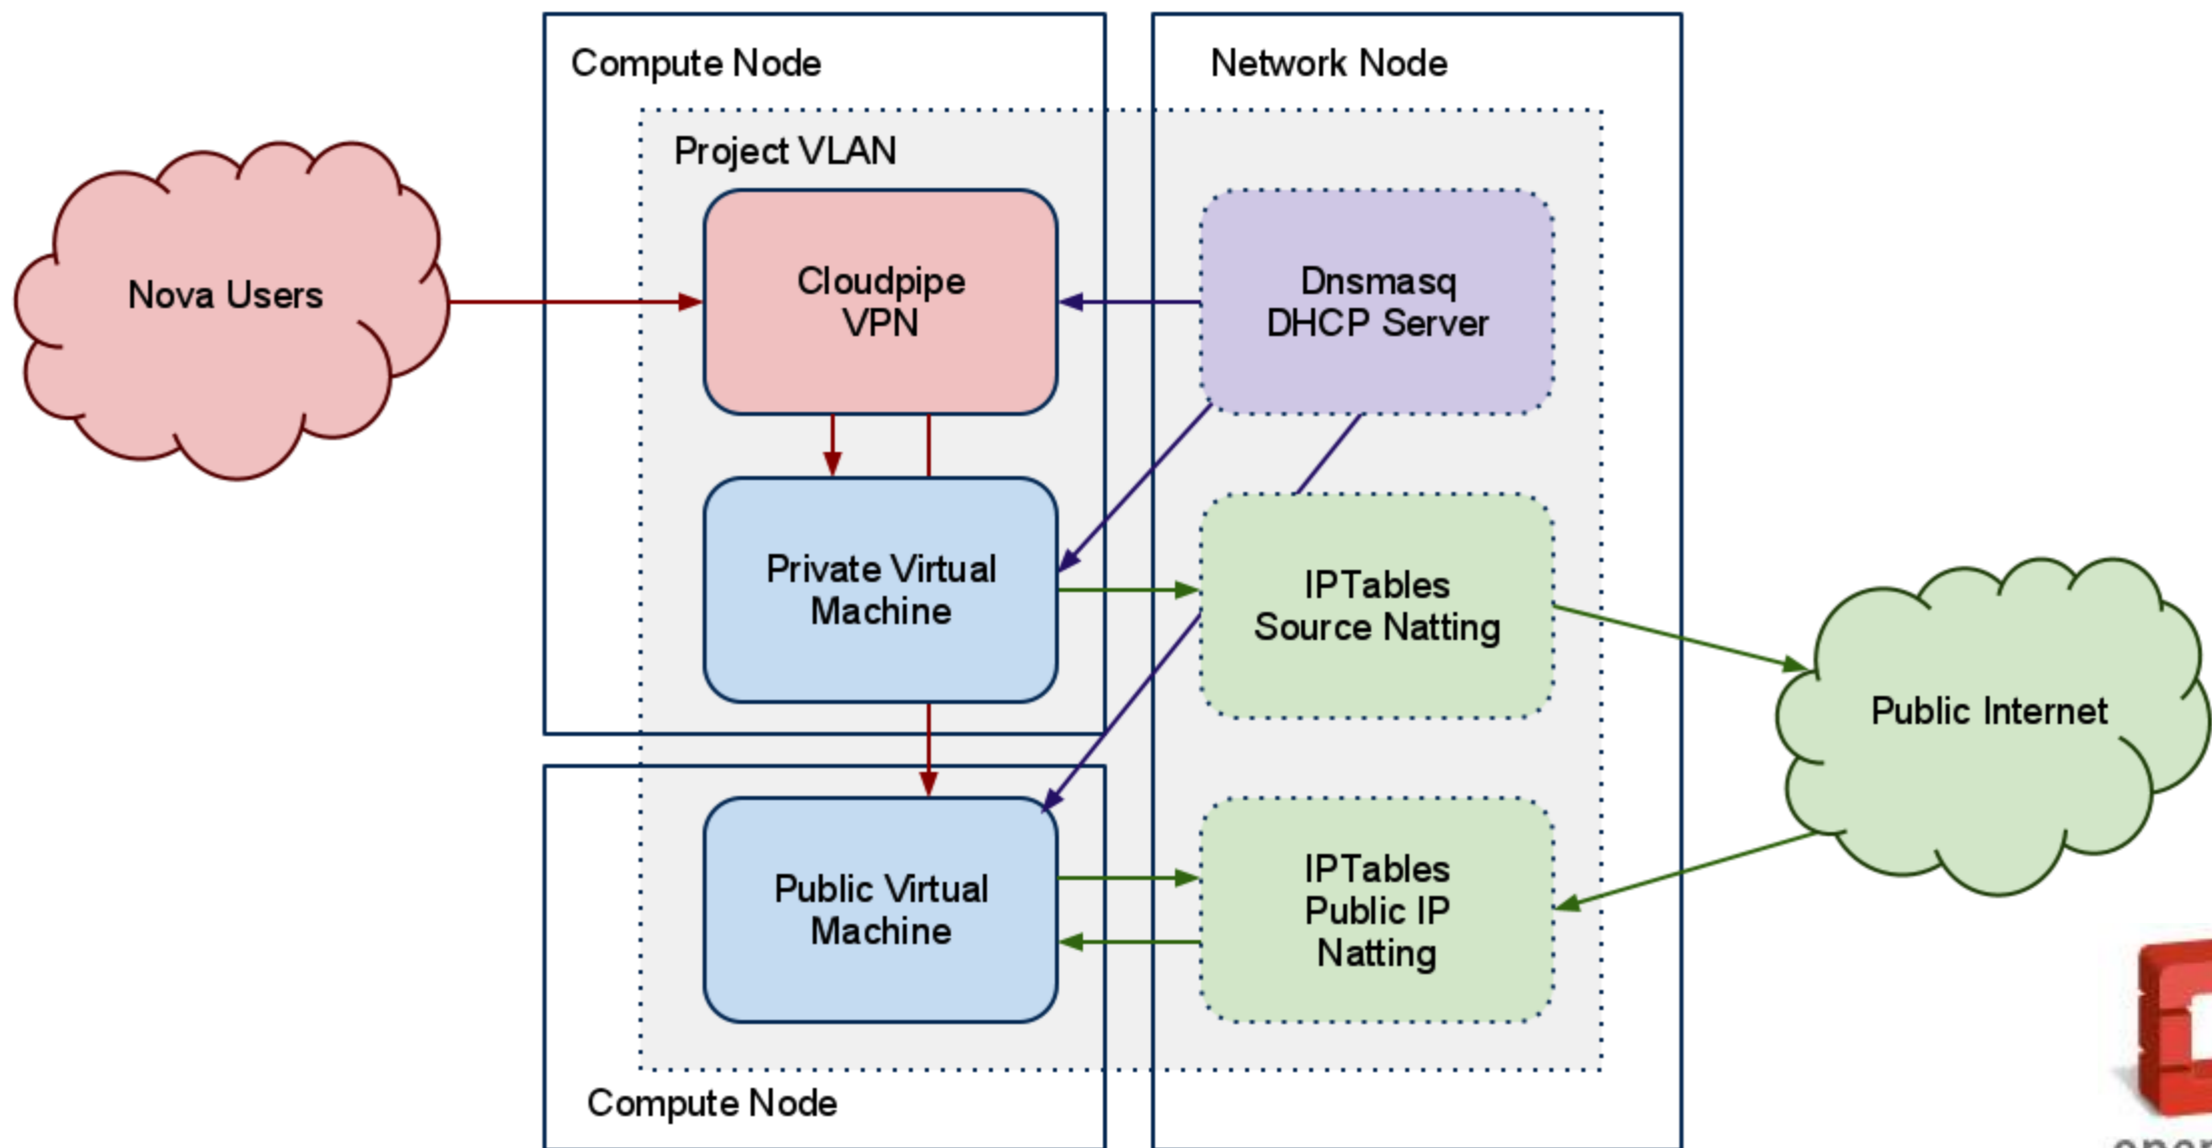 Compute Node
Network Node
Project VLAN
Nova Users
Cloudpipe
VPN
Dnsmasq
DHCP Server
Private Virtual
Machine
IPTables
Source Natting
Public Internet
Public Virtual
Machine
IPTables
Public IP
Natting
Compute Node